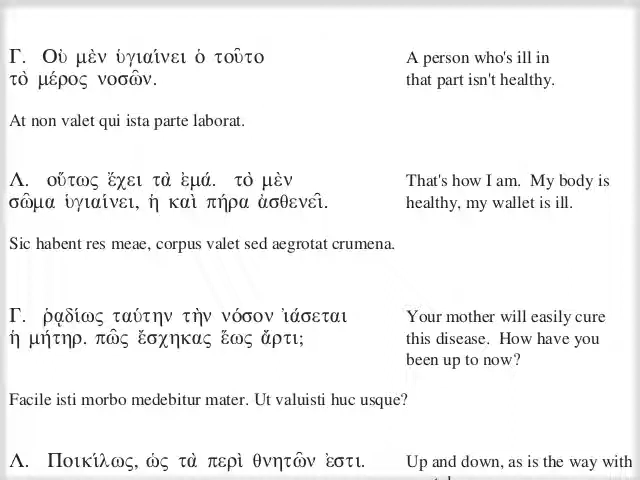 Γ. Οὐ μὲν ὑγιαίνει ὁ τοῦτο
τὸ μέρος νοσῶν.
A person who's ill in
that part isn't healthy.
At non valet qui ista parte laborat.
Λ. οὕτως ἔχει τὰ ἐμά. τὸ μὲν
σῶμα ὑγιαίνει, ἡ καὶ πήρα ἀσθενεῖ.
That's how I am. My body is
healthy, my wallet is ill.
Sic habent res meae, corpus valet sed aegrotat crumena.
Γ. ῥᾳδίως ταύτην τὴν νόσον ἰάσεται
ἡ μήτηρ. πῶς ἔσχηκας ἕως ἄρτι;
Your mother will easily cure
this disease. How have you
been up to now?
Facile isti morbo medebitur mater. Ut valuisti huc usque?
Λ. Ποικίλως, ὡς τὰ περὶ θνητῶν ἐστι.
Up and down, as is the way with